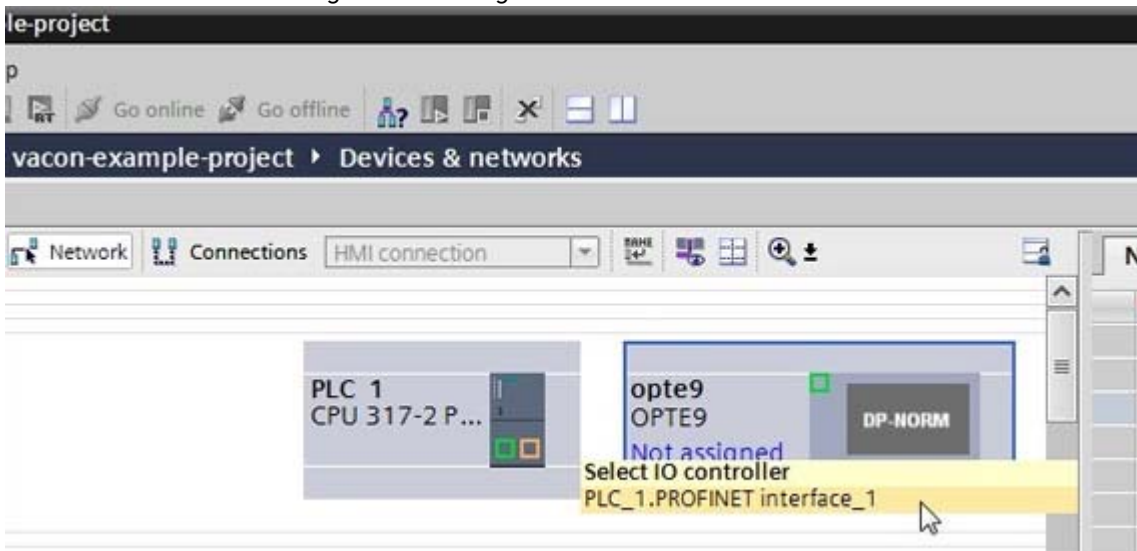 le-project
p
RT Go online Go offline
vacon-example-project ▸ Devices & networks
Network Connections HMI connection
N
PLC 1
CPU 317-2 P...
opte9
OPTE9
DP-NORM
Not assigned
Select IO controller
PLC_1.PROFINET interface_1